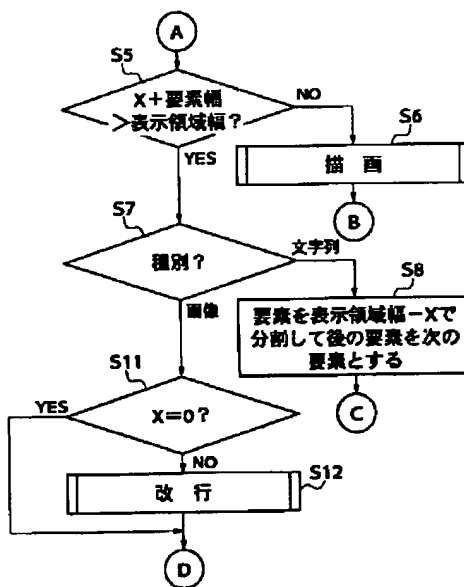 A
S5
X+要素幅
>表示領域幅?
NO
YES
S6
描 画
B
S7
種別?
文字列
画像
S8
要素を表示領域幅-Xで
分割して後の要素を次の
要素とする
C
S11
YES
X=0?
NO
S12
改 行
D